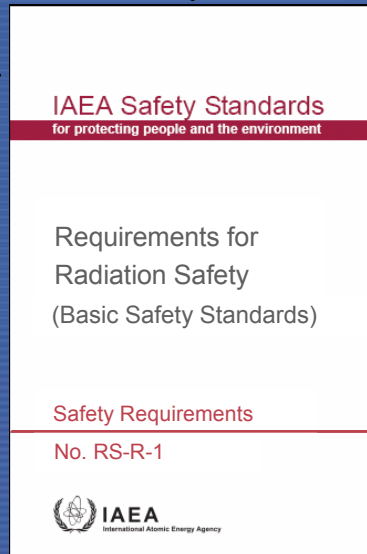 IAEA Safety Standards
for protecting people and the environment
Requirements for
Radiation Safety
(Basic Safety Standards)
Safety Requirements
No. RS-R-1
IAEA
International Atomic Energy Agency